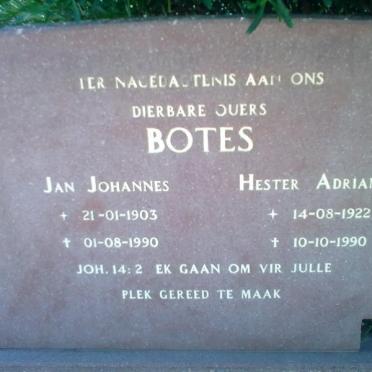 TER NAGEDAGTENIS AAN ONS
DIERBARE OUERS
BOTES
JAN JOHANNES HESTER ADRIAN
+ 21-01-1903 + 14-08-1922
✝ 01-08-1990 ✝ 10-10-1990
JOH. 14:2 EK GAAN OM VIR JULLE
PLEK GEREED TE MAAK